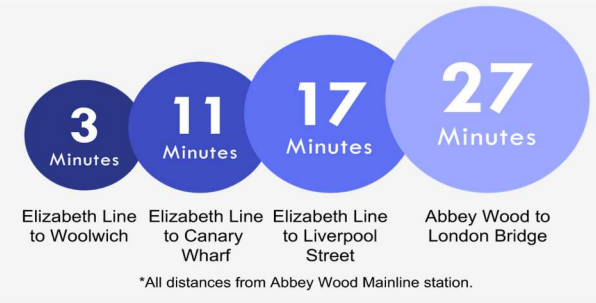 3
Minutes
11
Minutes
17
Minutes
27
Minutes
Elizabeth Line
to Woolwich
Elizabeth Line
to Canary
Wharf
Elizabeth Line
to Liverpool
Street
Abbey Wood to
London Bridge
*All distances from Abbey Wood Mainline station.